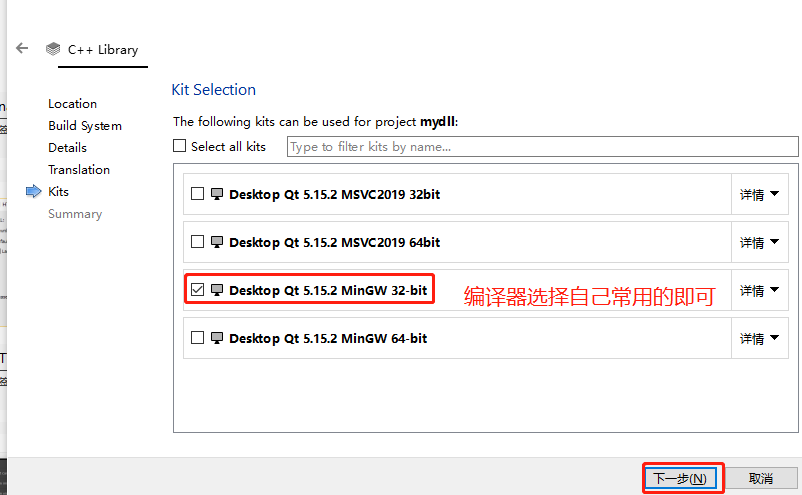 C++ Library
Kit Selection
Location
Build System
Details
Translation
Kits
Summary
The following kits can be used for project mydll:
Select all kits
Type to filter kits by name...
Desktop Qt 5.15.2 MSVC2019 32bit
详情
Desktop Qt 5.15.2 MSVC2019 64bit
详情
Desktop Qt 5.15.2 MinGW 32-bit
编译器选择自己常用的即可
详情
Desktop Qt 5.15.2 MinGW 64-bit
详情
下一步(N)
取消